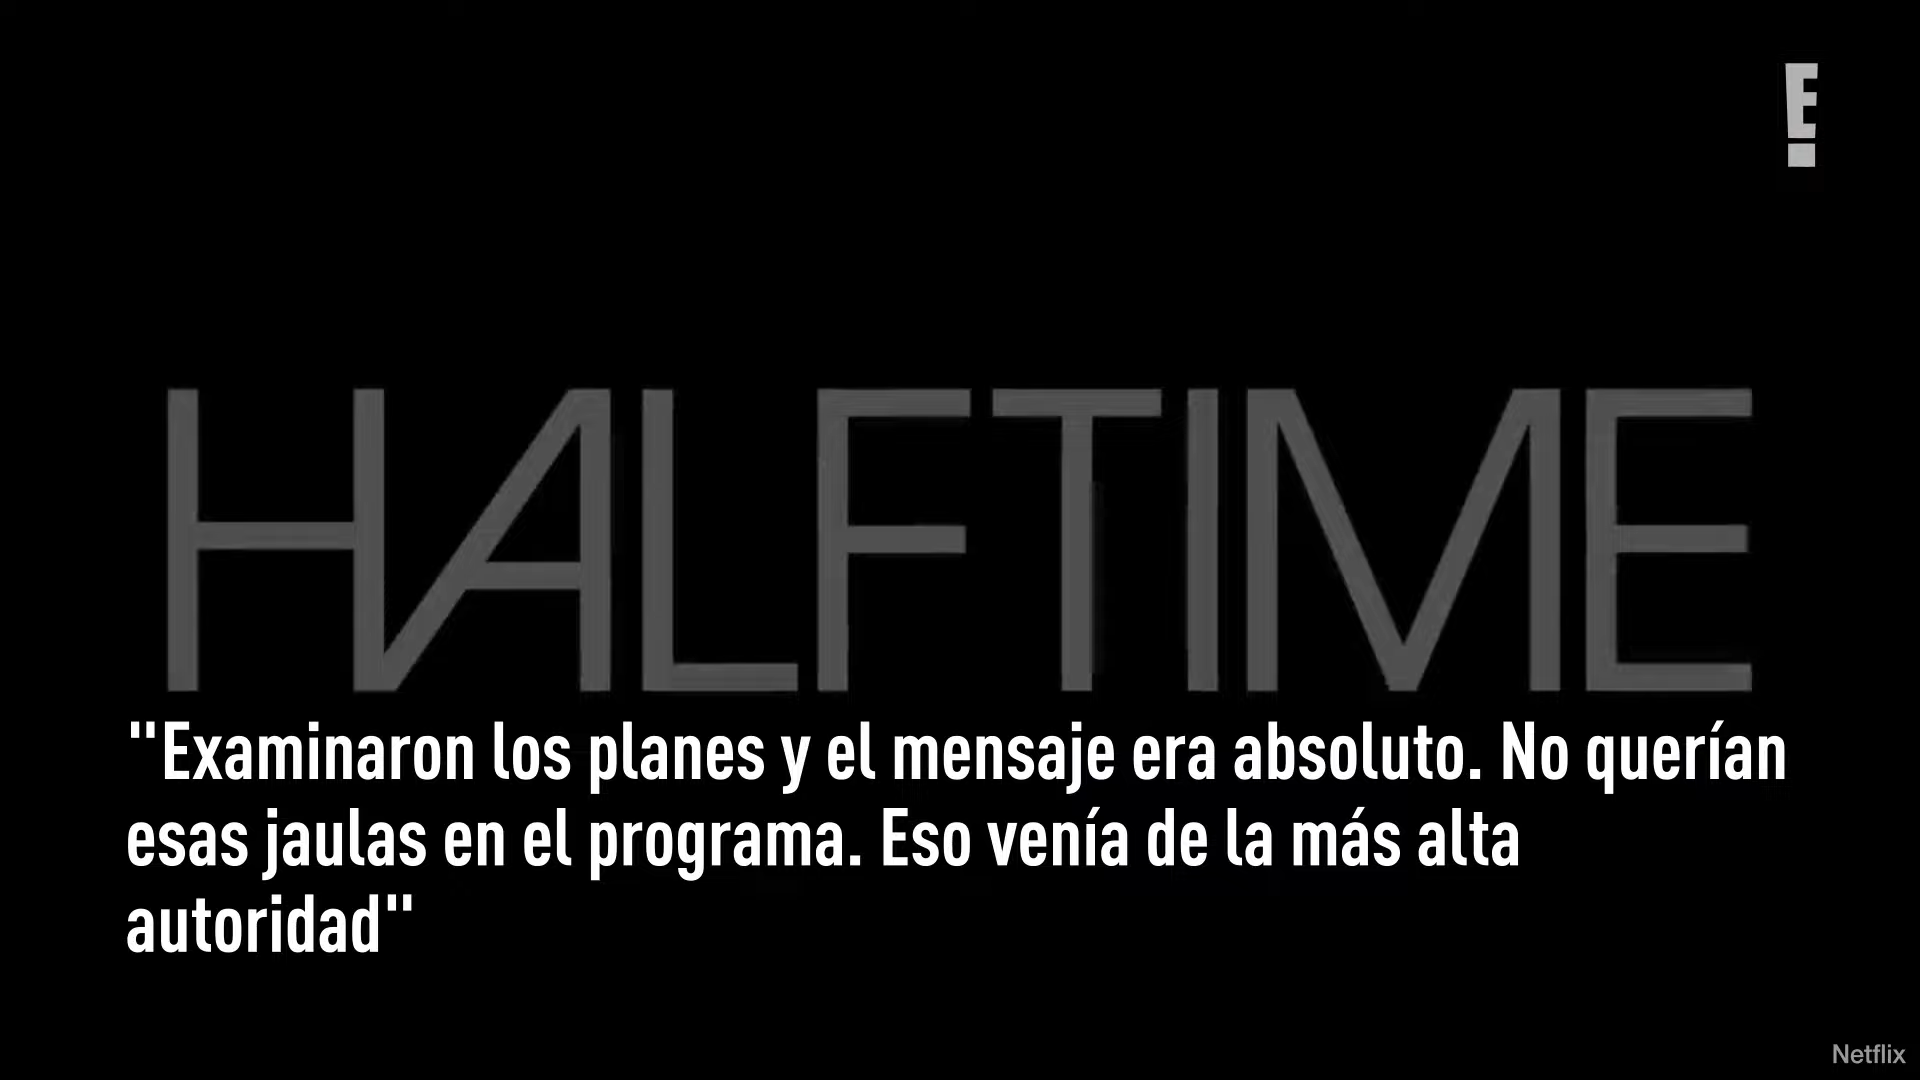 E!
HALFTIME
"Examinaron los planes y el mensaje era absoluto. No querían
esas jaulas en el programa. Eso venía de la más alta
autoridad"
Netflix